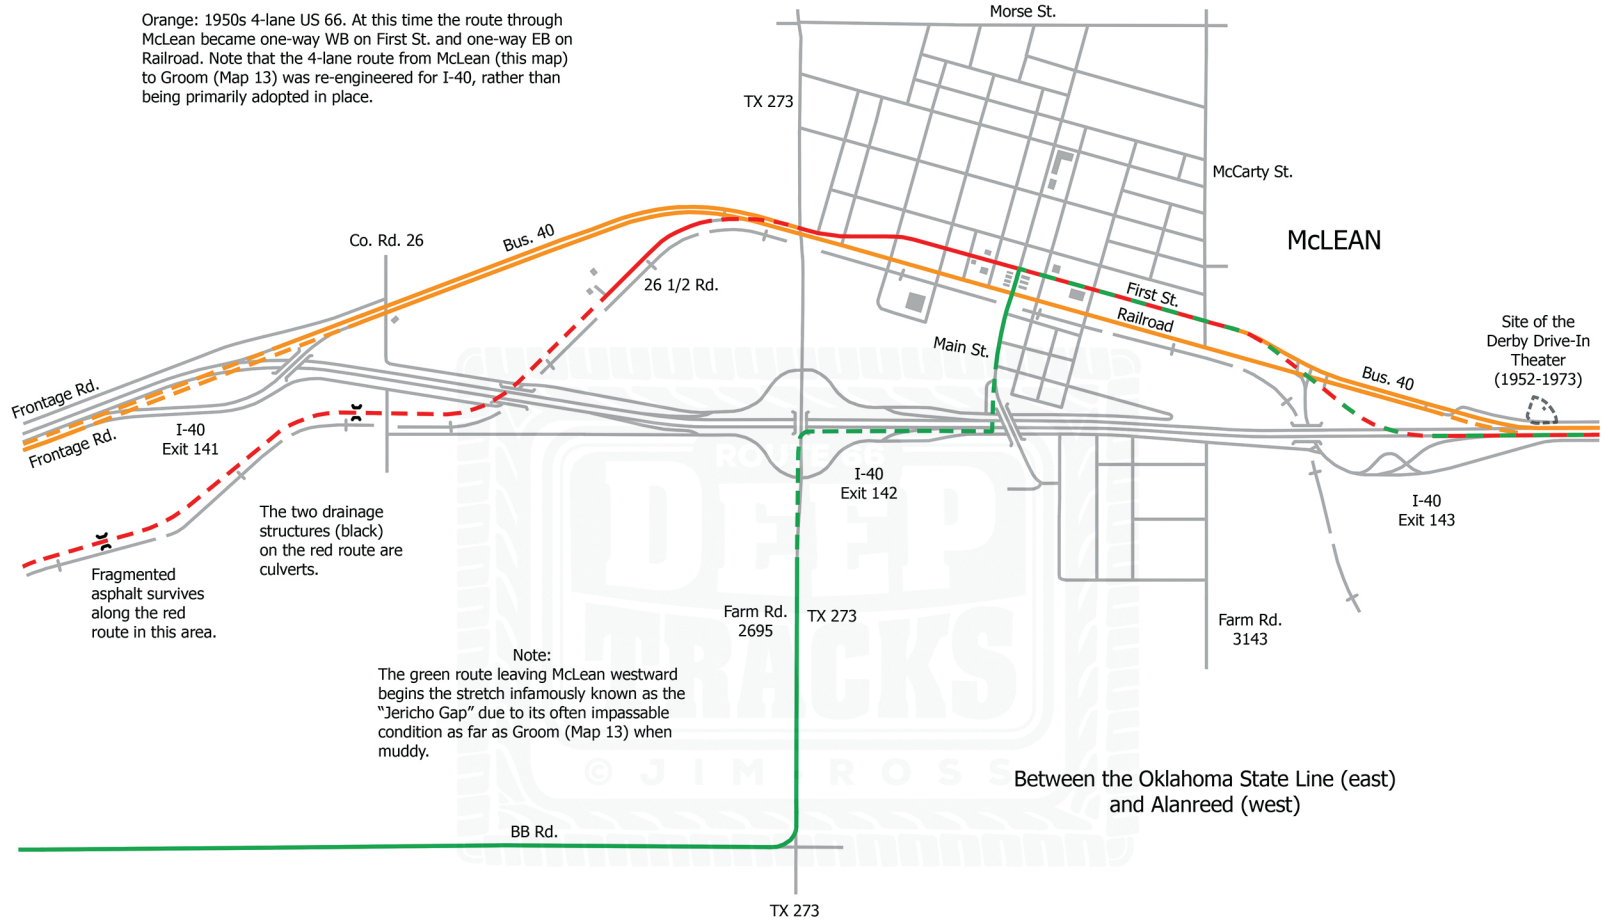 Orange: 1950s 4-lane US 66. At this time the route through
McLean became one-way WB on First St. and one-way EB on
Railroad. Note that the 4-lane route from McLean (this map)
to Groom (Map 13) was re-engineered for I-40, rather than
being primarily adopted in place.
Morse St.
TX 273
McCarty St.
McLEAN
Co. Rd. 26
Bus. 40
26 1/2 Rd.
First St.
Railroad
Main St.
Site of the
Derby Drive-In
Theater
(1952-1973)
Bus. 40
Frontage Rd.
Frontage Rd.
I-40
Exit 141
I-40
Exit 142
I-40
Exit 143
The two drainage
structures (black)
on the red route are
culverts.
Fragmented
asphalt survives
along the red
route in this area.
Farm Rd.
2695
TX 273
Farm Rd.
3143
Note:
The green route leaving McLean westward
begins the stretch infamously known as the
“Jericho Gap” due to its often impassable
condition as far as Groom (Map 13) when
muddy.
Between the Oklahoma State Line (east)
and Alanreed (west)
BB Rd.
TX 273
ROUTE 66
DEEP
TRACKS
© JIM ROSS